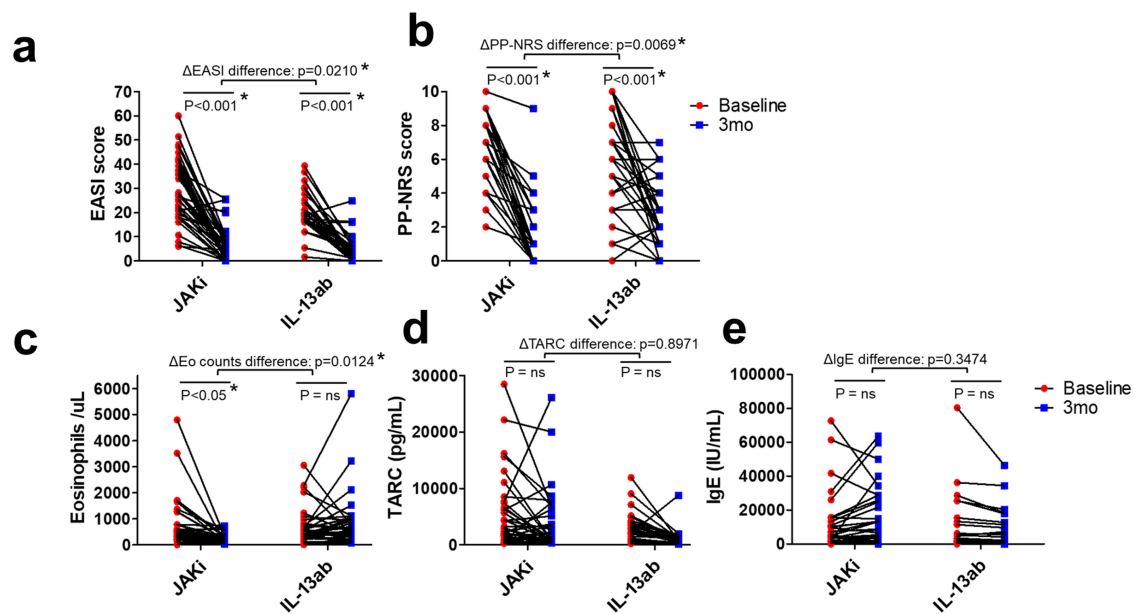 a
ΔEASI difference: p=0.0210 *
P<0.001 *
P<0.001 *
EASI score
70
60
50
40
30
20
10
0
JAKi
IL-13ab
b
ΔPP-NRS difference: p=0.0069 *
P<0.001 *
P<0.001 *
PP-NRS score
10
8
6
4
2
0
JAKi
IL-13ab
Baseline
3mo
c
ΔEo counts difference: p=0.0124 *
P<0.05 *
P = ns
Eosinophils /uL
6000
5000
4000
3000
2000
1000
0
JAKi
IL-13ab
d
ΔTARC difference: p=0.8971
P = ns
P = ns
TARC (pg/mL)
30000
20000
10000
0
JAKi
IL-13ab
e
ΔIgE difference: p=0.3474
P = ns
P = ns
IgE (IU/mL)
100000
80000
60000
40000
20000
0
JAKi
IL-13ab
Baseline
3mo